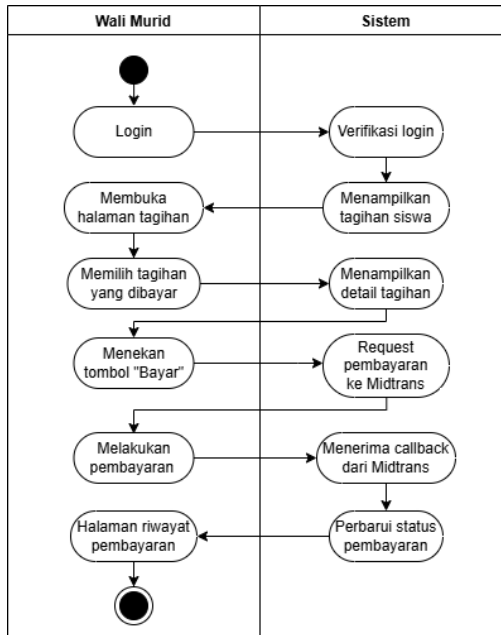 Wali Murid
Sistem
Login
Verifikasi login
Membuka
halaman tagihan
Menampilkan
tagihan siswa
Memilih tagihan
yang dibayar
Menampilkan
detail tagihan
Menekan
tombol "Bayar"
Request
pembayaran
ke Midtrans
Melakukan
pembayaran
Menerima callback
dari Midtrans
Halaman riwayat
pembayaran
Perbarui status
pembayaran